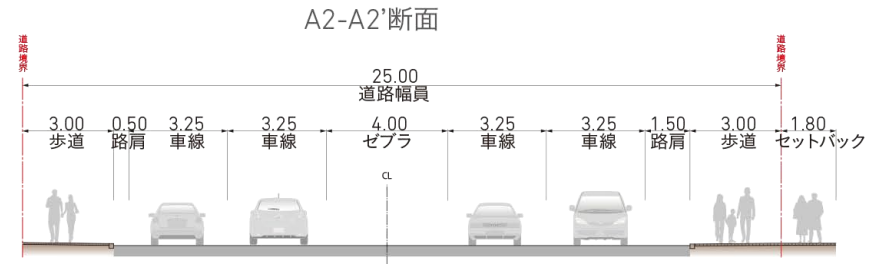 A2-A2'断面
道路境界
道路境界
25.00
道路幅員
3.00 0.50 3.25 3.25 4.00 3.25 3.25 1.50 3.00 1.80
歩道 路肩 車線 車線 ゼブラ 車線 車線 路肩 歩道 セットバック
CL